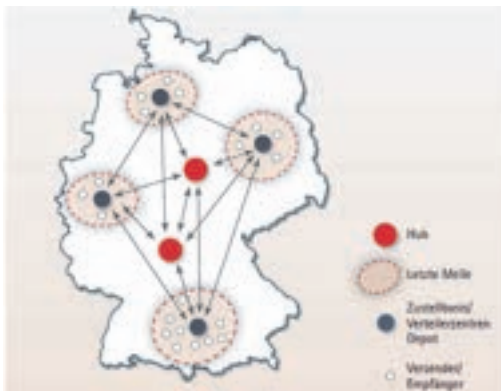 Hub
Letzte Meile
Zustellbasis/
Verteilerzentren
Depot
Versender/
Empfänger